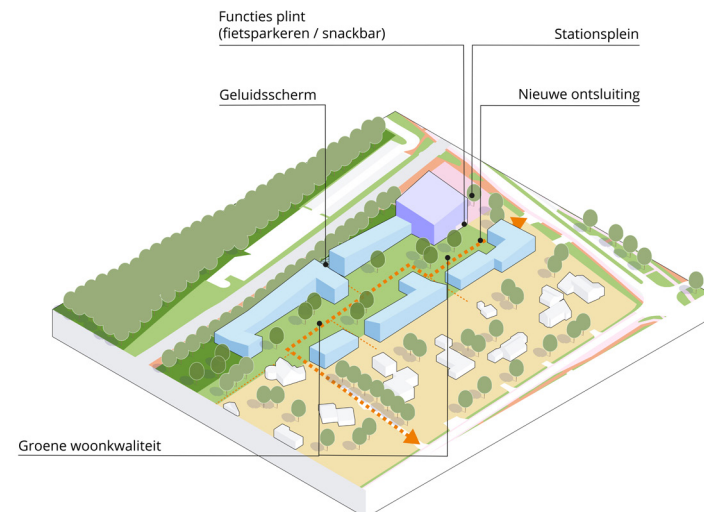 Functies plint
(fietsparkeren / snackbar)
Stationsplein
Geluidsscherm
Nieuwe ontsluiting
Groene woonkwaliteit